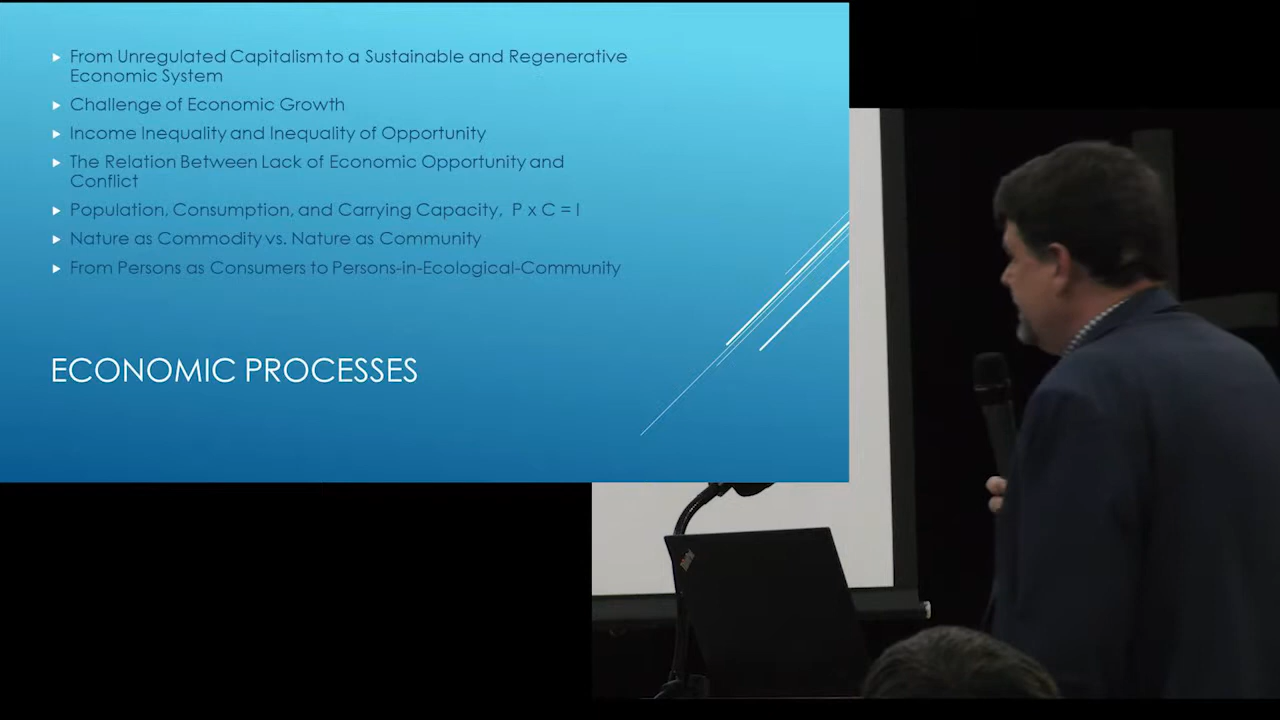 From Unregulated Capitalism to a Sustainable and Regenerative
Economic System
Challenge of Economic Growth
Income Inequality and Inequality of Opportunity
The Relation Between Lack of Economic Opportunity and
Conflict
Population, Consumption, and Carrying Capacity, P x C = I
Nature as Commodity vs. Nature as Community
From Persons as Consumers to Persons-in-Ecological-Community
ECONOMIC PROCESSES
ThinkPad